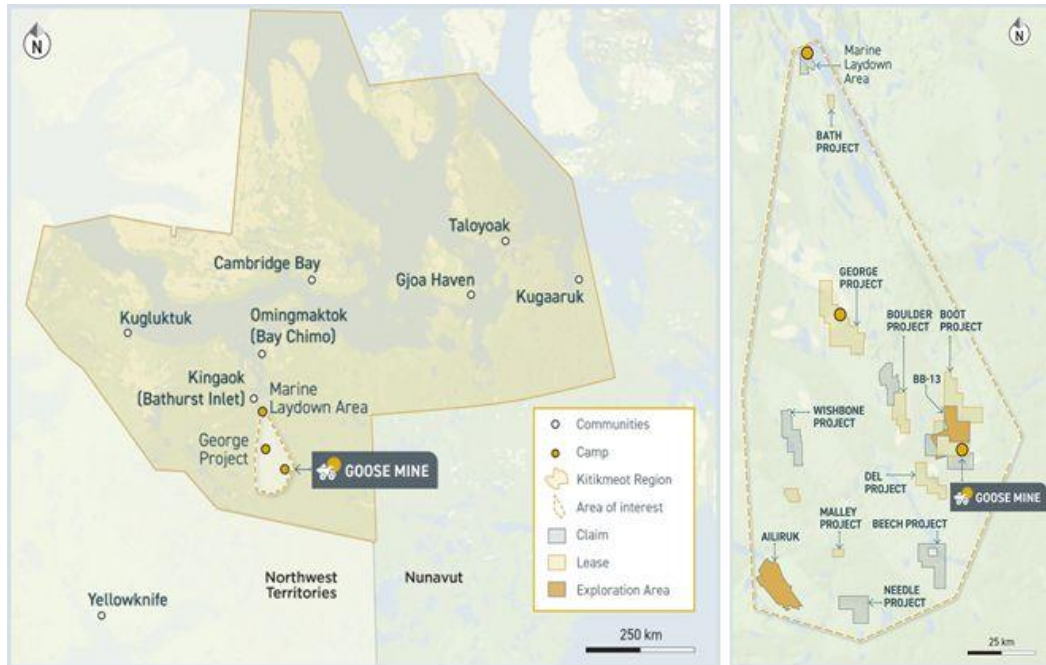 N
Taloyoak
Cambridge Bay
Gjoa Haven
Kugaaruk
Kugluktuk
Omingmaktok
(Bay Chimo)
Kingaok
(Bathurst Inlet)
Marine
Laydown Area
George
Project
GOOSE MINE
Northwest
Territories
Nunavut
Yellowknife
Communities
Camp
Kitikmeot Region
Area of interest
Claim
Lease
Exploration Area
250 km
N
Marine
Laydown
Area
BATH
PROJECT
GEORGE
PROJECT
BOULDER
PROJECT
BOOT
PROJECT
BB-13
WISHBONE
PROJECT
DEL
PROJECT
GOOSE MINE
MALLEY
PROJECT
BEECH PROJECT
AILIRUK
NEEDLE
PROJECT
25 km